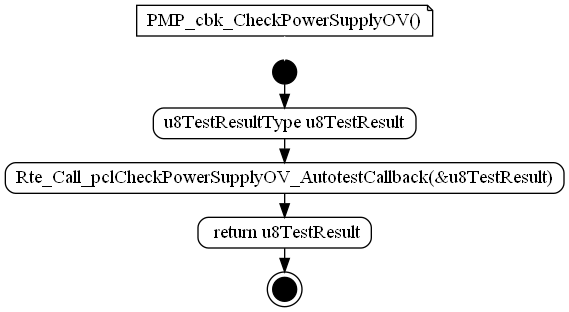 PMP_cbk_CheckPowerSupplyOV()
u8TestResultType u8TestResult
Rte_Call_pclCheckPowerSupplyOV_AutotestCallback(&u8TestResult)
return u8TestResult